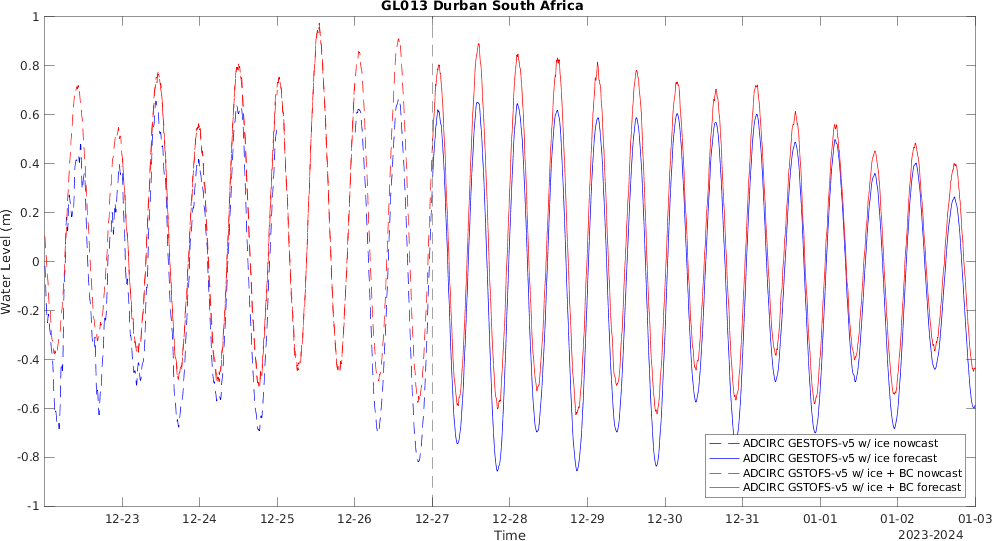 GL013 Durban South Africa
1
0.8
0.6
0.4
0.2
0
-0.2
-0.4
-0.6
-0.8
-1
Water Level (m)
ADCIRC GESTOFS-v5 w/ ice nowcast
ADCIRC GESTOFS-v5 w/ ice forecast
ADCIRC GSTOFS-v5 w/ ice + BC nowcast
ADCIRC GSTOFS-v5 w/ ice + BC forecast
12-23 12-24 12-25 12-26 12-27 12-28 12-29 12-30 12-31 01-01 01-02 01-03
Time 2023-2024